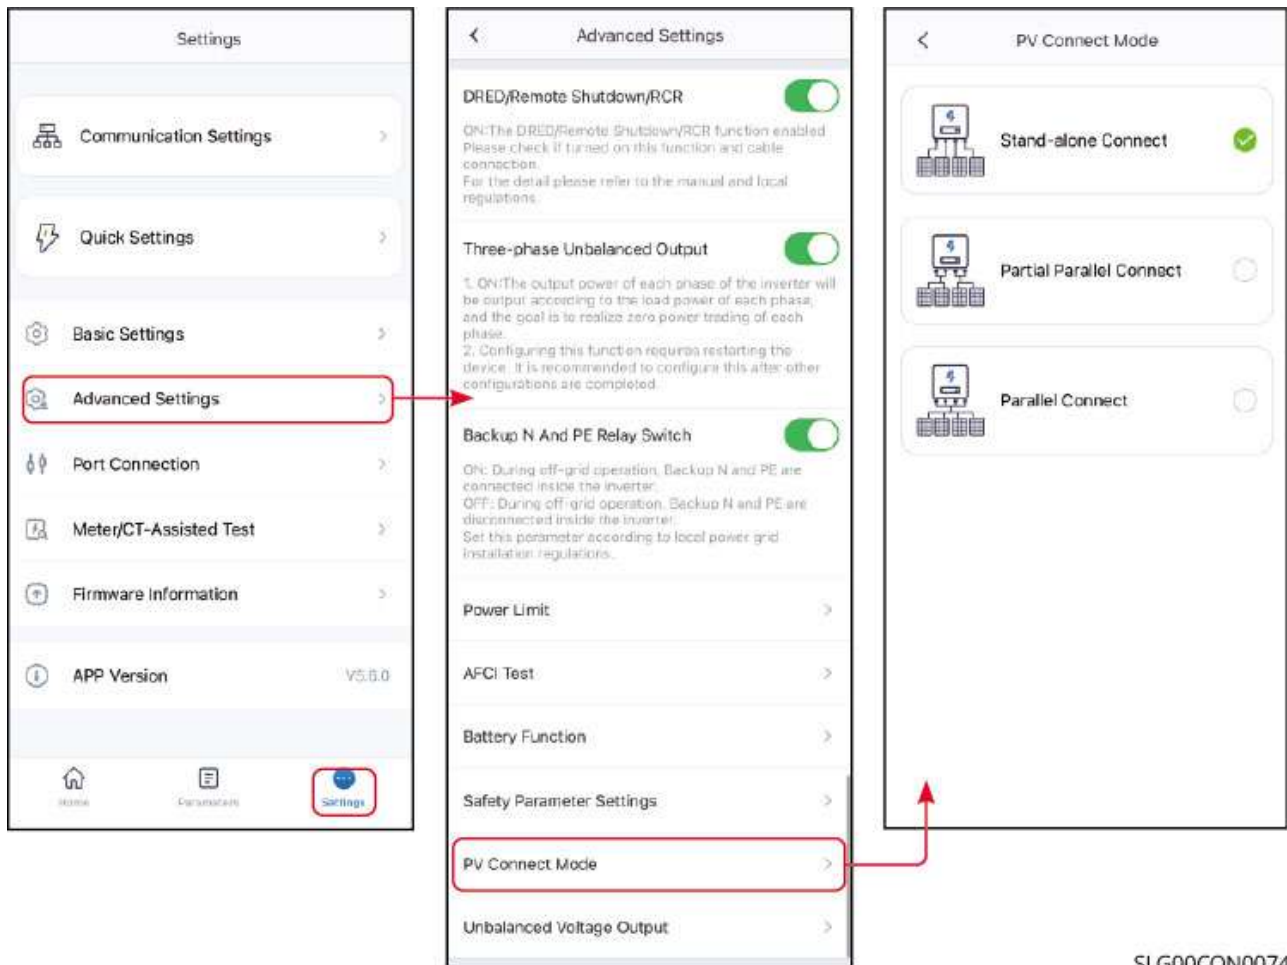 Settings
Communication Settings
Quick Settings
Basic Settings
Advanced Settings
Port Connection
Meter/CT-Assisted Test
Firmware Information
APP Version V5.6.0
Home Parameters Settings
Advanced Settings
DRED/Remote Shutdown/RCR
ON:The DRED/Remote Shutdown/RCR function enabled
Please check if turned on this function and cable
connection.
For the detail please refer to the manual and local
regulations.
Three-phase Unbalanced Output
1. ON:The output power of each phase of the inverter will
be output according to the load power of each phase,
and the goal is to realize zero power trading of each
phase.
2. Configuring this function requires restarting the
device. It is recommended to configure this after other
configurations are completed.
Backup N And PE Relay Switch
ON: During off-grid operation, Backup N and PE are
connected inside the inverter.
OFF: During off-grid operation, Backup N and PE are
disconnected inside the inverter.
Set this parameter according to local power grid
installation regulations.
Power Limit
AFCI Test
Battery Function
Safety Parameter Settings
PV Connect Mode
Unbalanced Voltage Output
PV Connect Mode
Stand-alone Connect
Partial Parallel Connect
Parallel Connect
SLG00CON0074